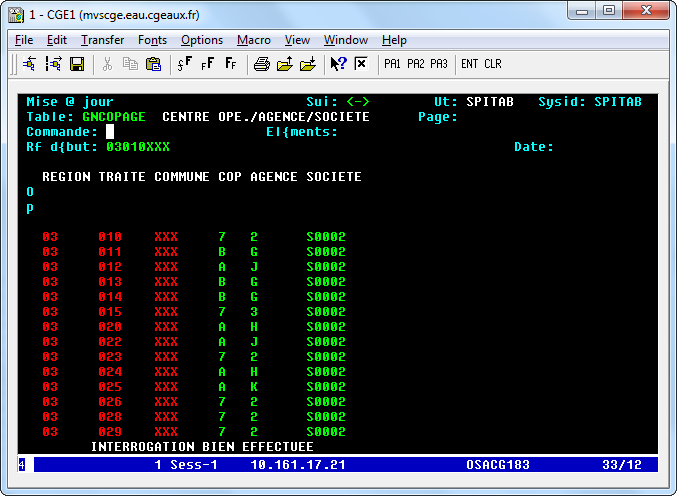 1 - CGE1 (mvscge.eau.cgeaux.fr)
File Edit Transfer Fonts Options Macro View Window Help
PA1 PA2 PA3 ENT CLR
Mise @ jour Sui: <-> Ut: SPITAB Sysid: SPITAB
Table: GNCOPAGE CENTRE OPE./AGENCE/SOCIETE Page:
Commande: El{ments:
Rf d{but: 03010XXX Date:
REGION TRAITE COMMUNE COP AGENCE SOCIETE
O
p
03 010 XXX 7 2 S0002
03 011 XXX B G S0002
03 012 XXX A J S0002
03 013 XXX B G S0002
03 014 XXX B G S0002
03 015 XXX 7 3 S0002
03 020 XXX A H S0002
03 022 XXX A J S0002
03 023 XXX 7 2 S0002
03 024 XXX A H S0002
03 025 XXX A K S0002
03 026 XXX 7 2 S0002
03 028 XXX 7 2 S0002
03 029 XXX 7 2 S0002
INTERROGATION BIEN EFFECTUEE
4 1 Sess-1 10.161.17.21 OSACG183 33/12